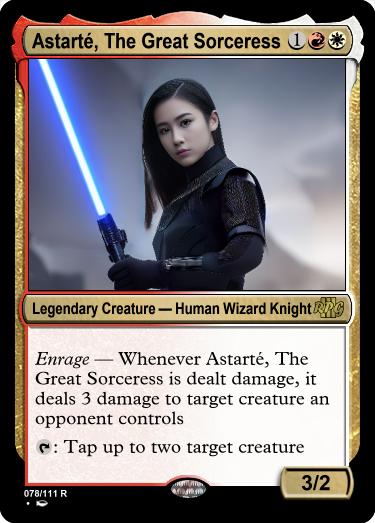 Astarté, The Great Sorceress 1
Legendary Creature — Human Wizard Knight RPG
Enrage — Whenever Astarté, The
Great Sorceress is dealt damage, it
deals 3 damage to target creature an
opponent controls
: Tap up to two target creature
3/2
078/111 R